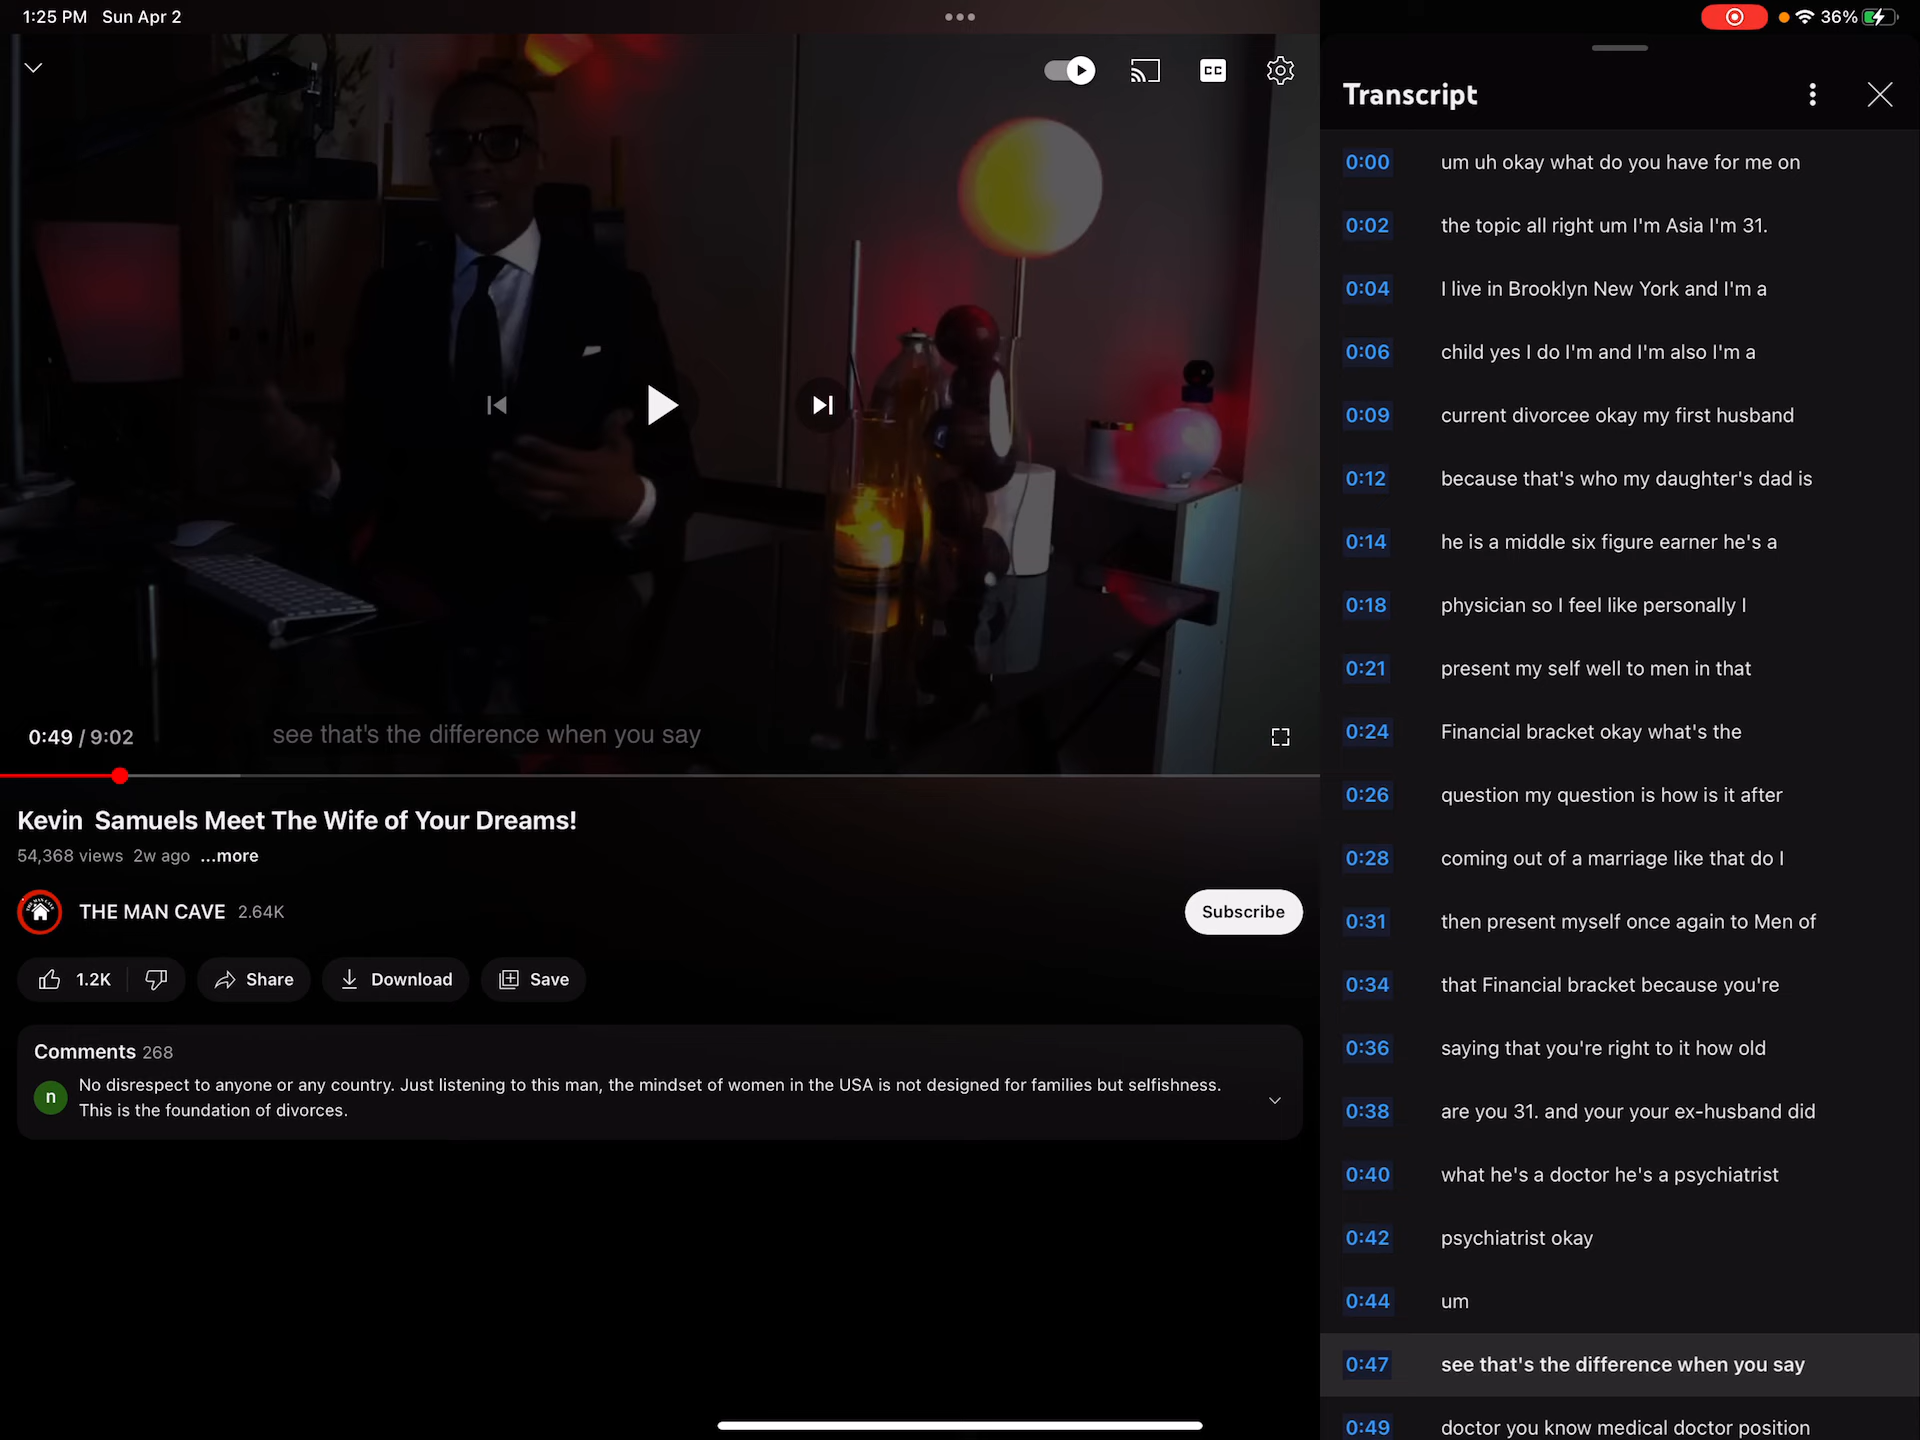 1:25 PM Sun Apr 2
36%
CC
see that's the difference when you say
0:49 / 9:02
Kevin Samuels Meet The Wife of Your Dreams!
54,368 views 2w ago ...more
THE MAN CAVE 2.64K
Subscribe
1.2K
Share
Download
Save
Comments 268
n
No disrespect to anyone or any country. Just listening to this man, the mindset of women in the USA is not designed for families but selfishness.
This is the foundation of divorces.
Transcript
0:00 um uh okay what do you have for me on
0:02 the topic all right um I'm Asia I'm 31.
0:04 I live in Brooklyn New York and I'm a
0:06 child yes I do I'm and I'm also I'm a
0:09 current divorcee okay my first husband
0:12 because that's who my daughter's dad is
0:14 he is a middle six figure earner he's a
0:18 physician so I feel like personally I
0:21 present my self well to men in that
0:24 Financial bracket okay what's the
0:26 question my question is how is it after
0:28 coming out of a marriage like that do I
0:31 then present myself once again to Men of
0:34 that Financial bracket because you're
0:36 saying that you're right to it how old
0:38 are you 31. and your your ex-husband did
0:40 what he's a doctor he's a psychiatrist
0:42 psychiatrist okay
0:44 um
0:47 see that's the difference when you say
0:49 doctor you know medical doctor position